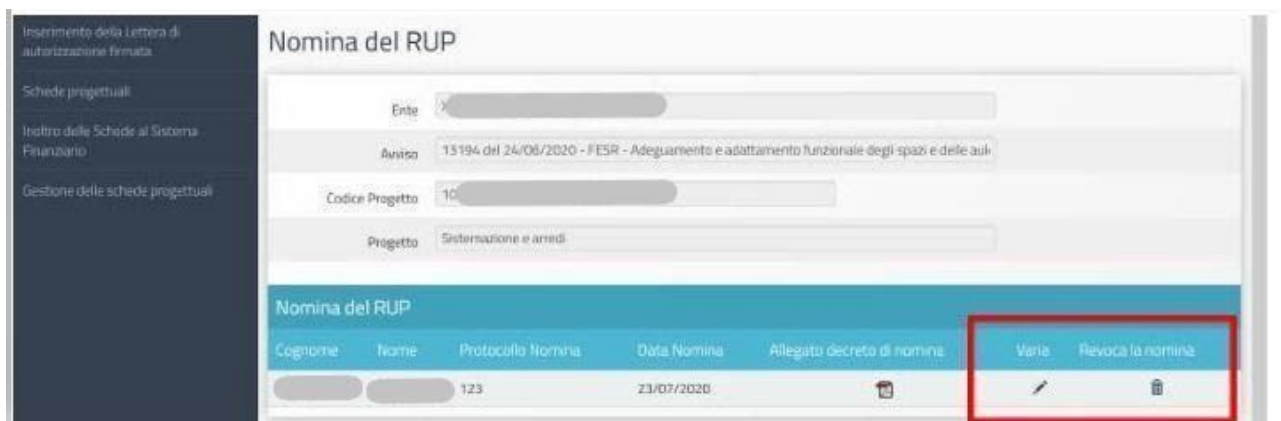 Inserimento della Lettera di
autorizzazione firmata
Schede progettuali
Inoltro delle Schede al Sistema
Finanziario
Gestione delle schede progettuali
Nomina del RUP
Ente
Avviso 13194 del 24/06/2020 - FESR - Adeguamento e adattamento funzionale degli spazi e delle aule
Codice Progetto 10
Progetto Sistemazione e arredi
Nomina del RUP
Cognome Nome Protocollo Nomina Data Nomina Allegato decreto di nomina Varia Revoca la nomina
123 23/07/2020